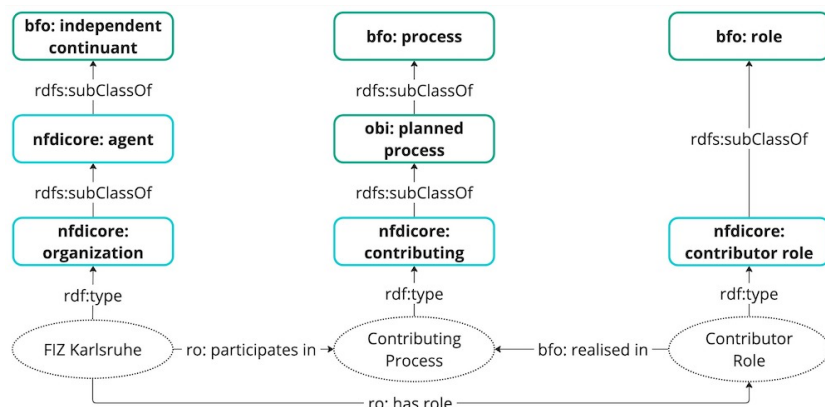 bfo: independent
continuant
bfo: process
bfo: role
rdfs:subClassOf
rdfs:subClassOf
nfdicore: agent
obi: planned
process
rdfs:subClassOf
rdfs:subClassOf
rdfs:subClassOf
nfdicore:
organization
nfdicore:
contributing
nfdicore:
contributor role
rdf:type
rdf:type
rdf:type
FIZ Karlsruhe
ro: participates in
Contributing
Process
bfo: realised in
Contributor
Role
ro: has role